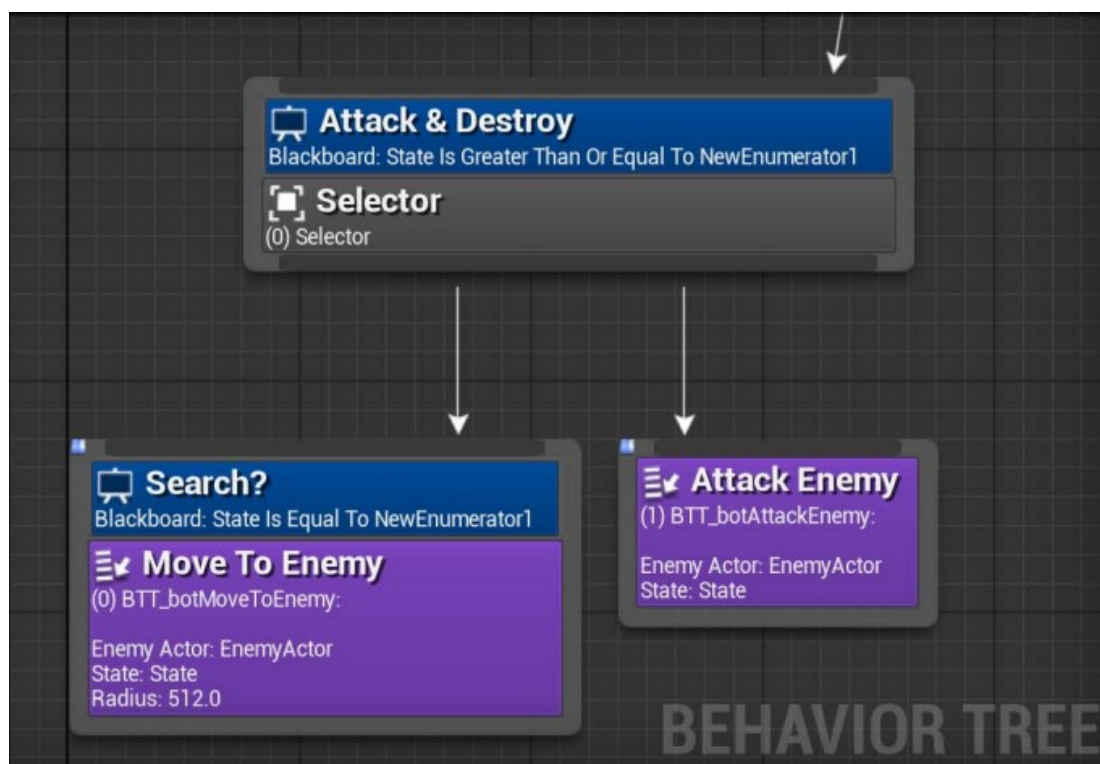 Attack & Destroy
Blackboard: State Is Greater Than Or Equal To NewEnumerator1
Selector
(0) Selector
Search?
Blackboard: State Is Equal To NewEnumerator1
Move To Enemy
(0) BTT_botMoveToEnemy:
Enemy Actor: EnemyActor
State: State
Radius: 512.0
Attack Enemy
(1) BTT_botAttackEnemy:
Enemy Actor: EnemyActor
State: State
BEHAVIOR TREE